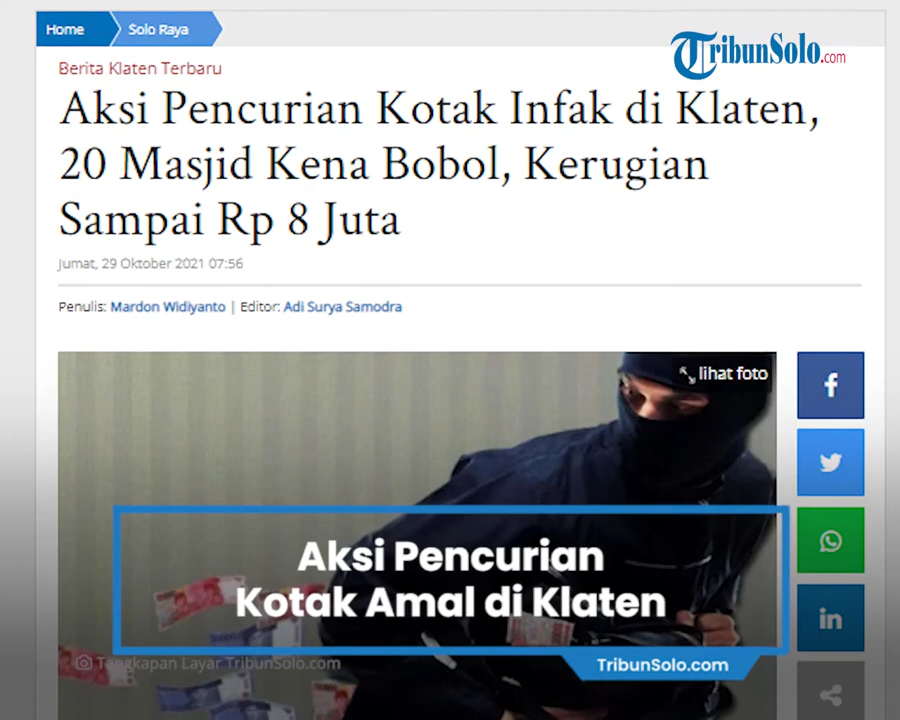 Home
Solo Raya
TribunSolo.com
Berita Klaten Terbaru
Aksi Pencurian Kotak Infak di Klaten,
20 Masjid Kena Bobol, Kerugian
Sampai Rp 8 Juta
Jumat, 29 Oktober 2021 07:56
Penulis: Mardon Widiyanto | Editor: Adi Surya Samodra
lihat foto
Aksi Pencurian
Kotak Amal di Klaten
Tangkapan Layar TribunSolo.com
TribunSolo.com